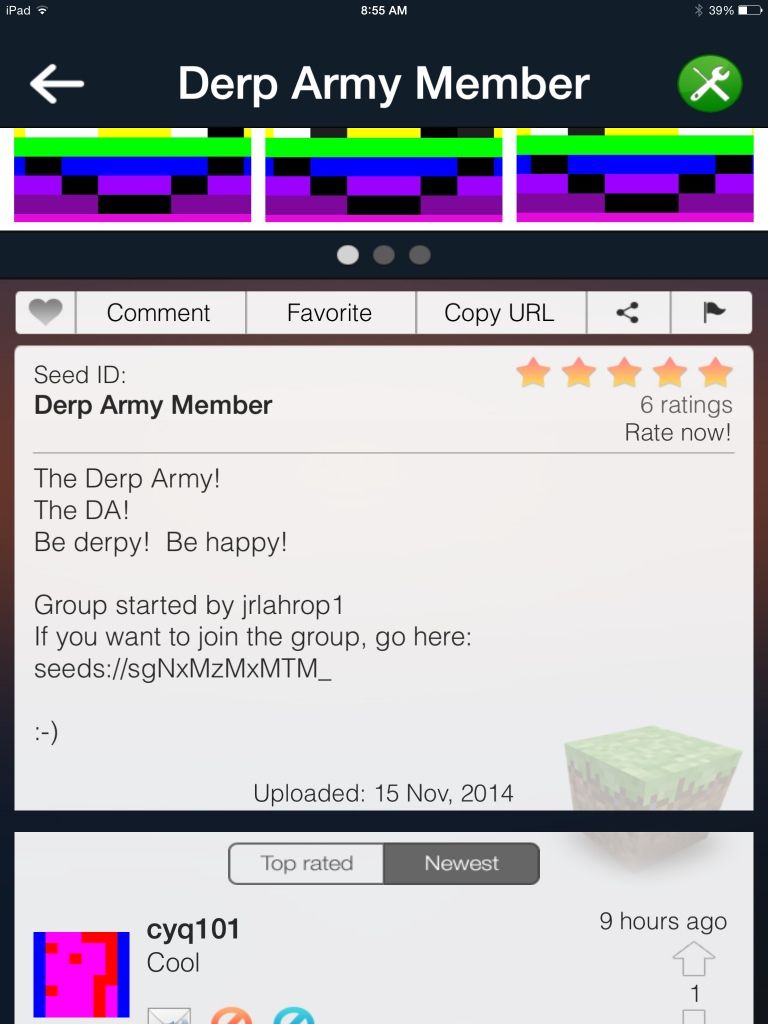 iPad 8:55 AM 39%
Derp Army Member
Comment Favorite Copy URL
Seed ID:
Derp Army Member
6 ratings
Rate now!
The Derp Army!
The DA!
Be derpy!  Be happy!
Group started by jrlahrop1
If you want to join the group, go here:
seeds://sgNxMzMxMTM_
:-)
Uploaded: 15 Nov, 2014
Top rated Newest
cyq101 9 hours ago
Cool
1